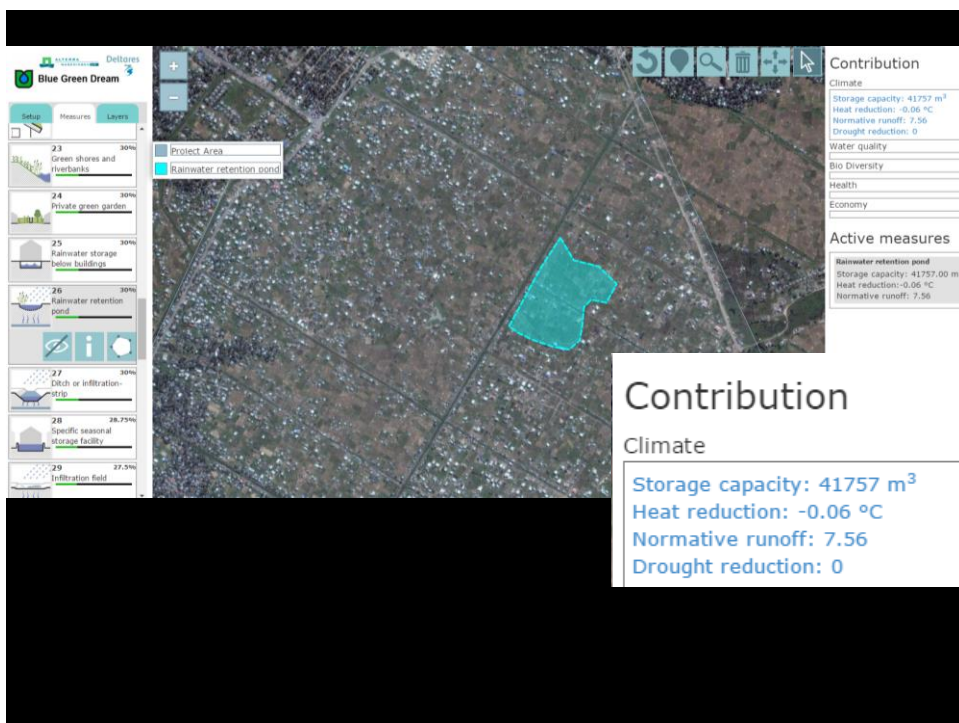 ALTERRA
Deltares
Blue Green Dream
Setup
Measures
Layers
23
30%
Green shores and
riverbanks
24
30%
Private green garden
25
30%
Rainwater storage
below buildings
26
30%
Rainwater retention
pond
27
30%
Ditch or infiltration-
strip
28
28.75%
Specific seasonal
storage facility
29
27.5%
Infiltration field
+
−
Project Area
Rainwater retention pond
Contribution
Climate
Storage capacity: 41757 m³
Heat reduction: -0.06 °C
Normative runoff: 7.56
Drought reduction: 0
Water quality
Bio Diversity
Health
Economy
Active measures
Rainwater retention pond
Storage capacity: 41757.00 m
Heat reduction:-0.06 °C
Normative runoff: 7.56
Contribution
Climate
Storage capacity: 41757 m³
Heat reduction: -0.06 °C
Normative runoff: 7.56
Drought reduction: 0